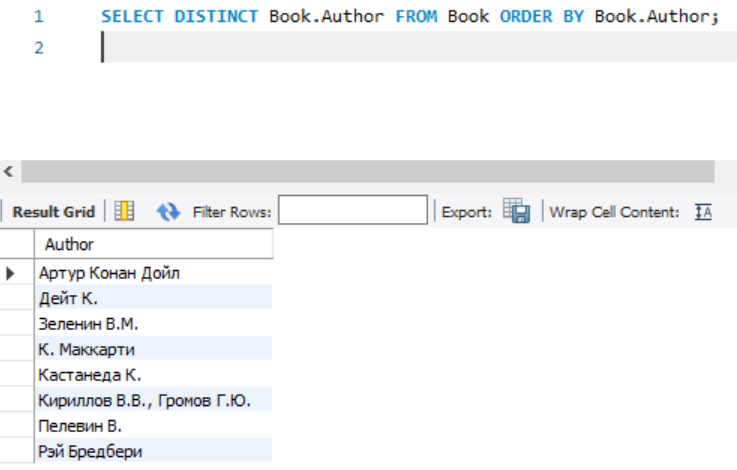 1 SELECT DISTINCT Book.Author FROM Book ORDER BY Book.Author;
2
Result Grid Filter Rows: Export: Wrap Cell Content:
Author
Артур Конан Дойл
Дейт К.
Зеленин В.М.
К. Маккарти
Кастанеда К.
Кириллов В.В., Громов Г.Ю.
Пелевин В.
Рэй Бредбери